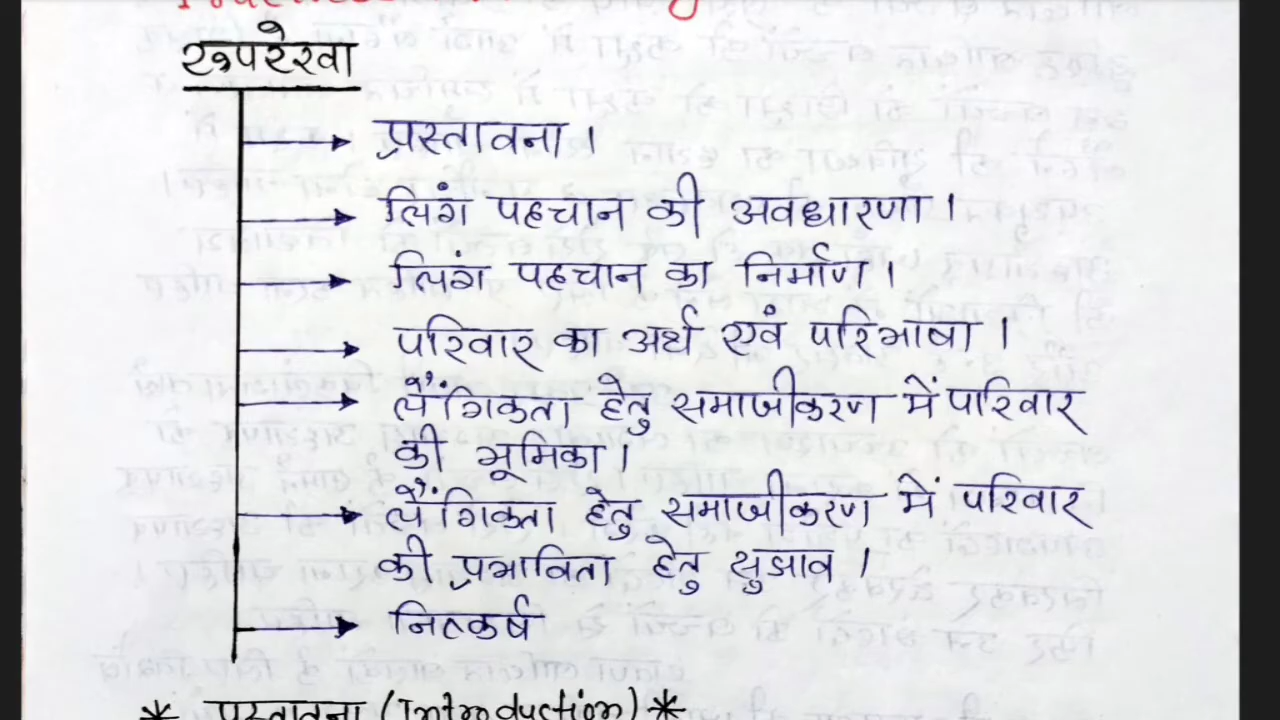 रूपरेखा
प्रस्तावना ।
लिंग पहचान की अवधारणा ।
लिंग पहचान का निर्माण ।
परिवार का अर्थ एवं परिभाषा ।
लैंगिकता हेतु समाजीकरण में परिवार
की भूमिका ।
लैंगिकता हेतु समाजीकरण में परिवार
की प्रभाविता हेतु सुझाव ।
निष्कर्ष
* प्रस्तावना (Introduction) *